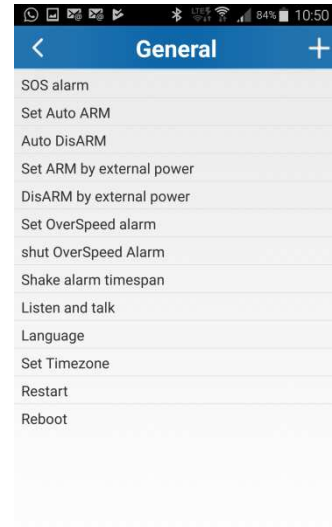 84% 10:50
General
SOS alarm
Set Auto ARM
Auto DisARM
Set ARM by external power
DisARM by external power
Set OverSpeed alarm
shut OverSpeed Alarm
Shake alarm timespan
Listen and talk
Language
Set Timezone
Restart
Reboot